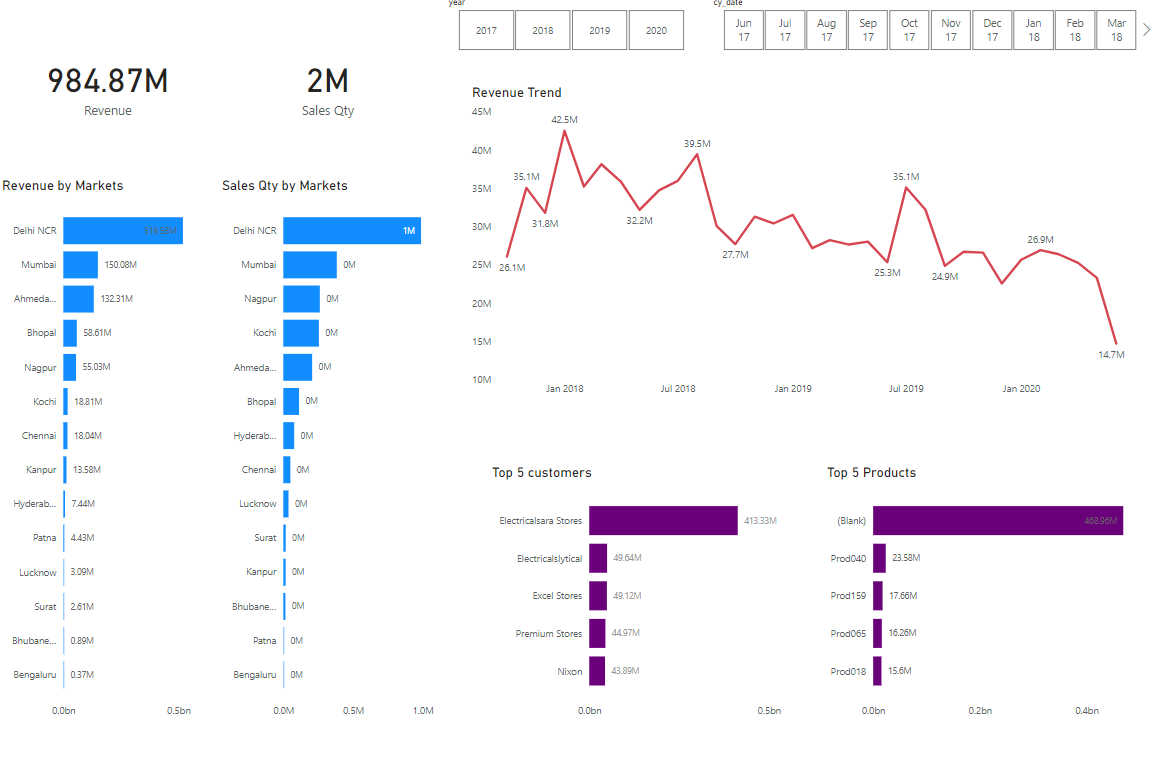 year
cy_date
2017
2018
2019
2020
Jun 17
Jul 17
Aug 17
Sep 17
Oct 17
Nov 17
Dec 17
Jan 18
Feb 18
Mar 18
984.87M
Revenue
2M
Sales Qty
Revenue Trend
45M
40M
35M
30M
25M
20M
15M
10M
26.1M
35.1M
31.8M
42.5M
32.2M
39.5M
27.7M
25.3M
35.1M
24.9M
26.9M
14.7M
Jan 2018
Jul 2018
Jan 2019
Jul 2019
Jan 2020
Revenue by Markets
Delhi NCR 519.58M
Mumbai 150.08M
Ahmeda... 132.31M
Bhopal 58.61M
Nagpur 55.03M
Kochi 18.81M
Chennai 18.04M
Kanpur 13.58M
Hyderab... 7.44M
Patna 4.43M
Lucknow 3.09M
Surat 2.61M
Bhubane... 0.89M
Bengaluru 0.37M
0.0bn 0.5bn
Sales Qty by Markets
Delhi NCR 1M
Mumbai 0M
Nagpur 0M
Kochi 0M
Ahmeda... 0M
Bhopal 0M
Hyderab... 0M
Chennai 0M
Lucknow 0M
Surat 0M
Kanpur 0M
Bhubane... 0M
Patna 0M
Bengaluru 0M
0.0M 0.5M 1.0M
Top 5 customers
Electricalsara Stores 413.33M
Electricalslytical 49.64M
Excel Stores 49.12M
Premium Stores 44.97M
Nixon 43.89M
0.0bn 0.5bn
Top 5 Products
(Blank) 468.96M
Prod040 23.58M
Prod159 17.66M
Prod065 16.26M
Prod018 15.6M
0.0bn 0.2bn 0.4bn